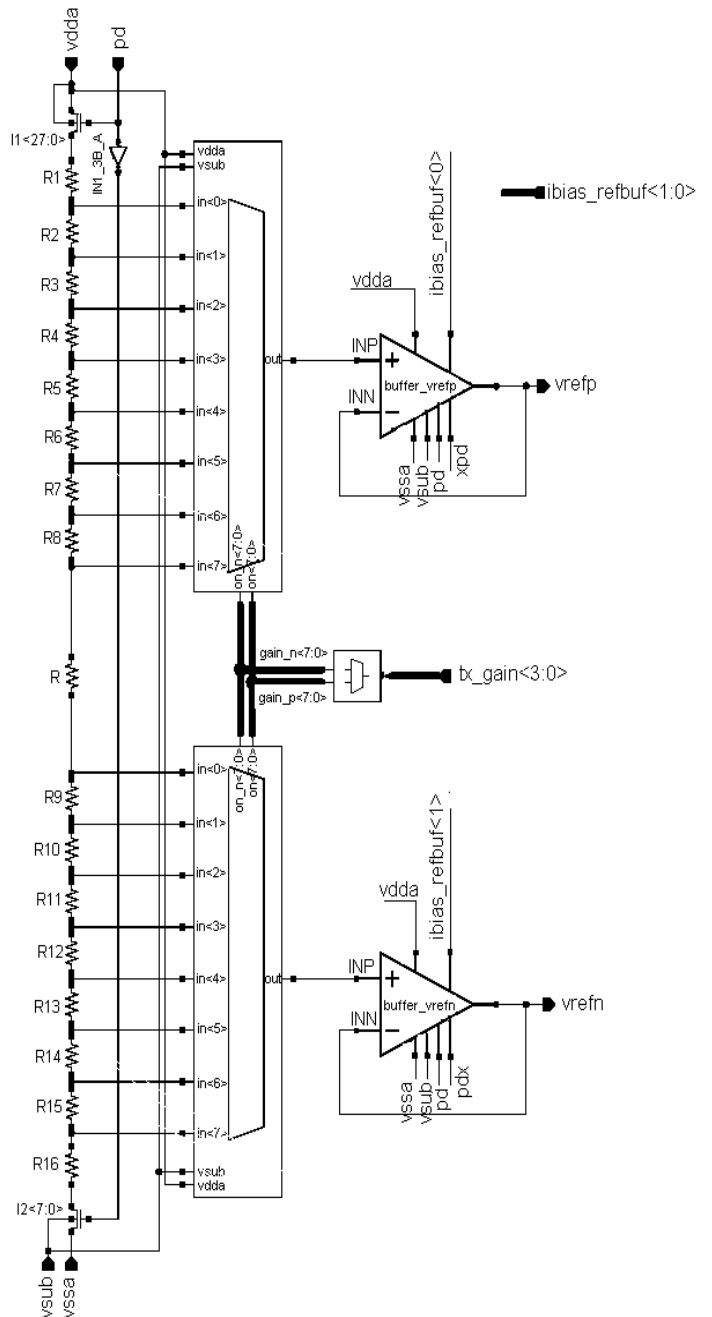 vdda
pd
I1<27:0>
IN1_3B_A
R1
R2
R3
R4
R5
R6
R7
R8
R
R9
R10
R11
R12
R13
R14
R15
R16
I2<7:0>
vsub
vssa
vdda
vsub
in<0>
in<1>
in<2>
in<3>
in<4>
in<5>
in<6>
in<7>
out
on_n<7:0>
on<7:0>
ibias_refbuf<0>
ibias_refbuf<1:0>
vdda
INP
+
buffer_vrefp
INN
−
vrefp
vssa
vsub
pd
xpd
gain_n<7:0>
gain_p<7:0>
tx_gain<3:0>
on_n<7:0>
on<7:0>
in<0>
in<1>
in<2>
in<3>
in<4>
in<5>
in<6>
in<7>
out
vsub
vdda
ibias_refbuf<1>
vdda
INP
+
buffer_vrefn
INN
−
vrefn
vssa
vsub
pd
pdx